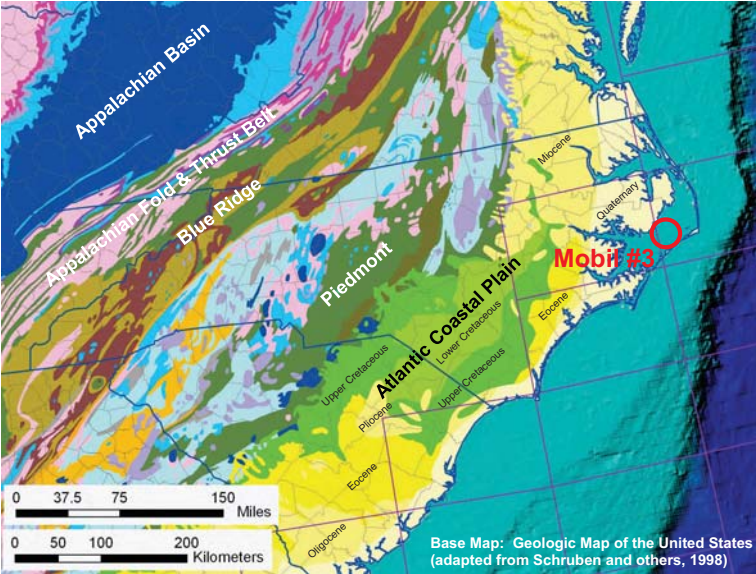 Appalachian Basin
Appalachian Fold & Thrust Belt
Blue Ridge
Piedmont
Miocene
Quaternary
Mobil #3
Atlantic Coastal Plain
Eocene
Lower Cretaceous
Upper Cretaceous
Upper Cretaceous
Pliocene
Eocene
Oligocene
0 37.5 75 150
Miles
0 50 100 200
Kilometers
Base Map: Geologic Map of the United States
(adapted from Schruben and others, 1998)